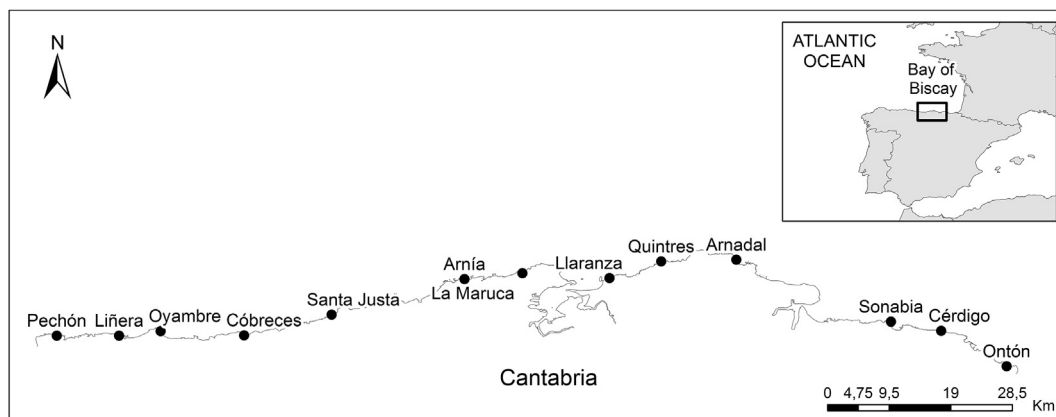 N
ATLANTIC
OCEAN
Bay of
Biscay
Quintres
Arnadal
Arnía
Llaranza
La Maruca
Santa Justa
Sonabia
Cérdigo
Pechón
Liñera
Oyambre
Cóbreces
Ontón
Cantabria
0 4,75 9,5 19 28,5
Km